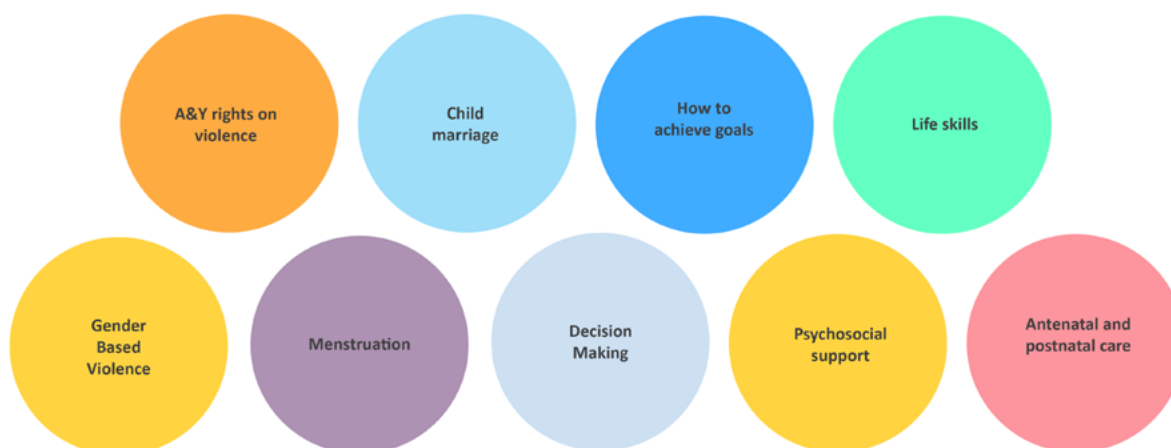 A&Y rights on
violence
Child
marriage
How to
achieve goals
Life skills
Gender
Based
Violence
Menstruation
Decision
Making
Psychosocial
support
Antenatal and
postnatal care